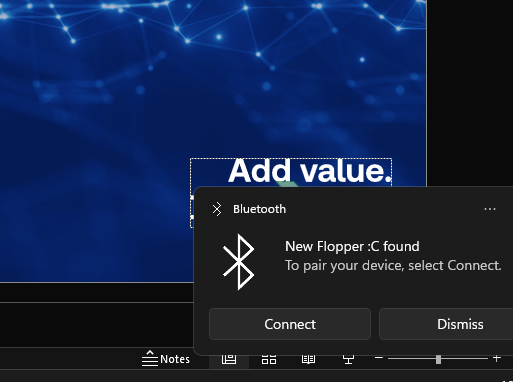 Add value.
Bluetooth
New Flopper :C found
To pair your device, select Connect.
Connect
Dismiss
Notes